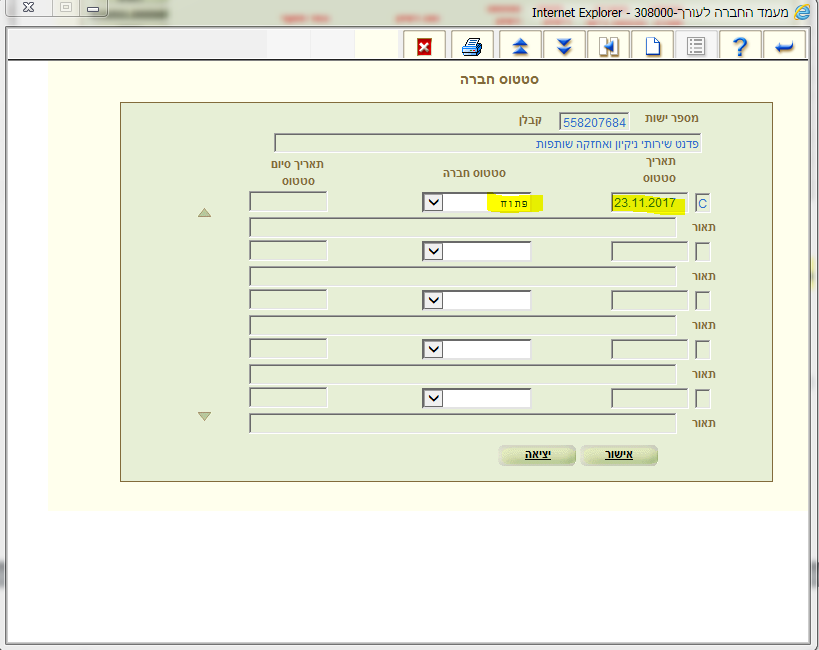 מעמד החברה לעורך-308000 - Internet Explorer
סטטוס חברה
מספר ישות 558207684 קבלן
פדנט שירותי ניקיון ואחזקה שותפות
תאריך סטטוס סטטוס חברה תאריך סיום סטטוס
C 23.11.2017 פתוח
תאור
תאור
תאור
תאור
תאור
אישור יציאה